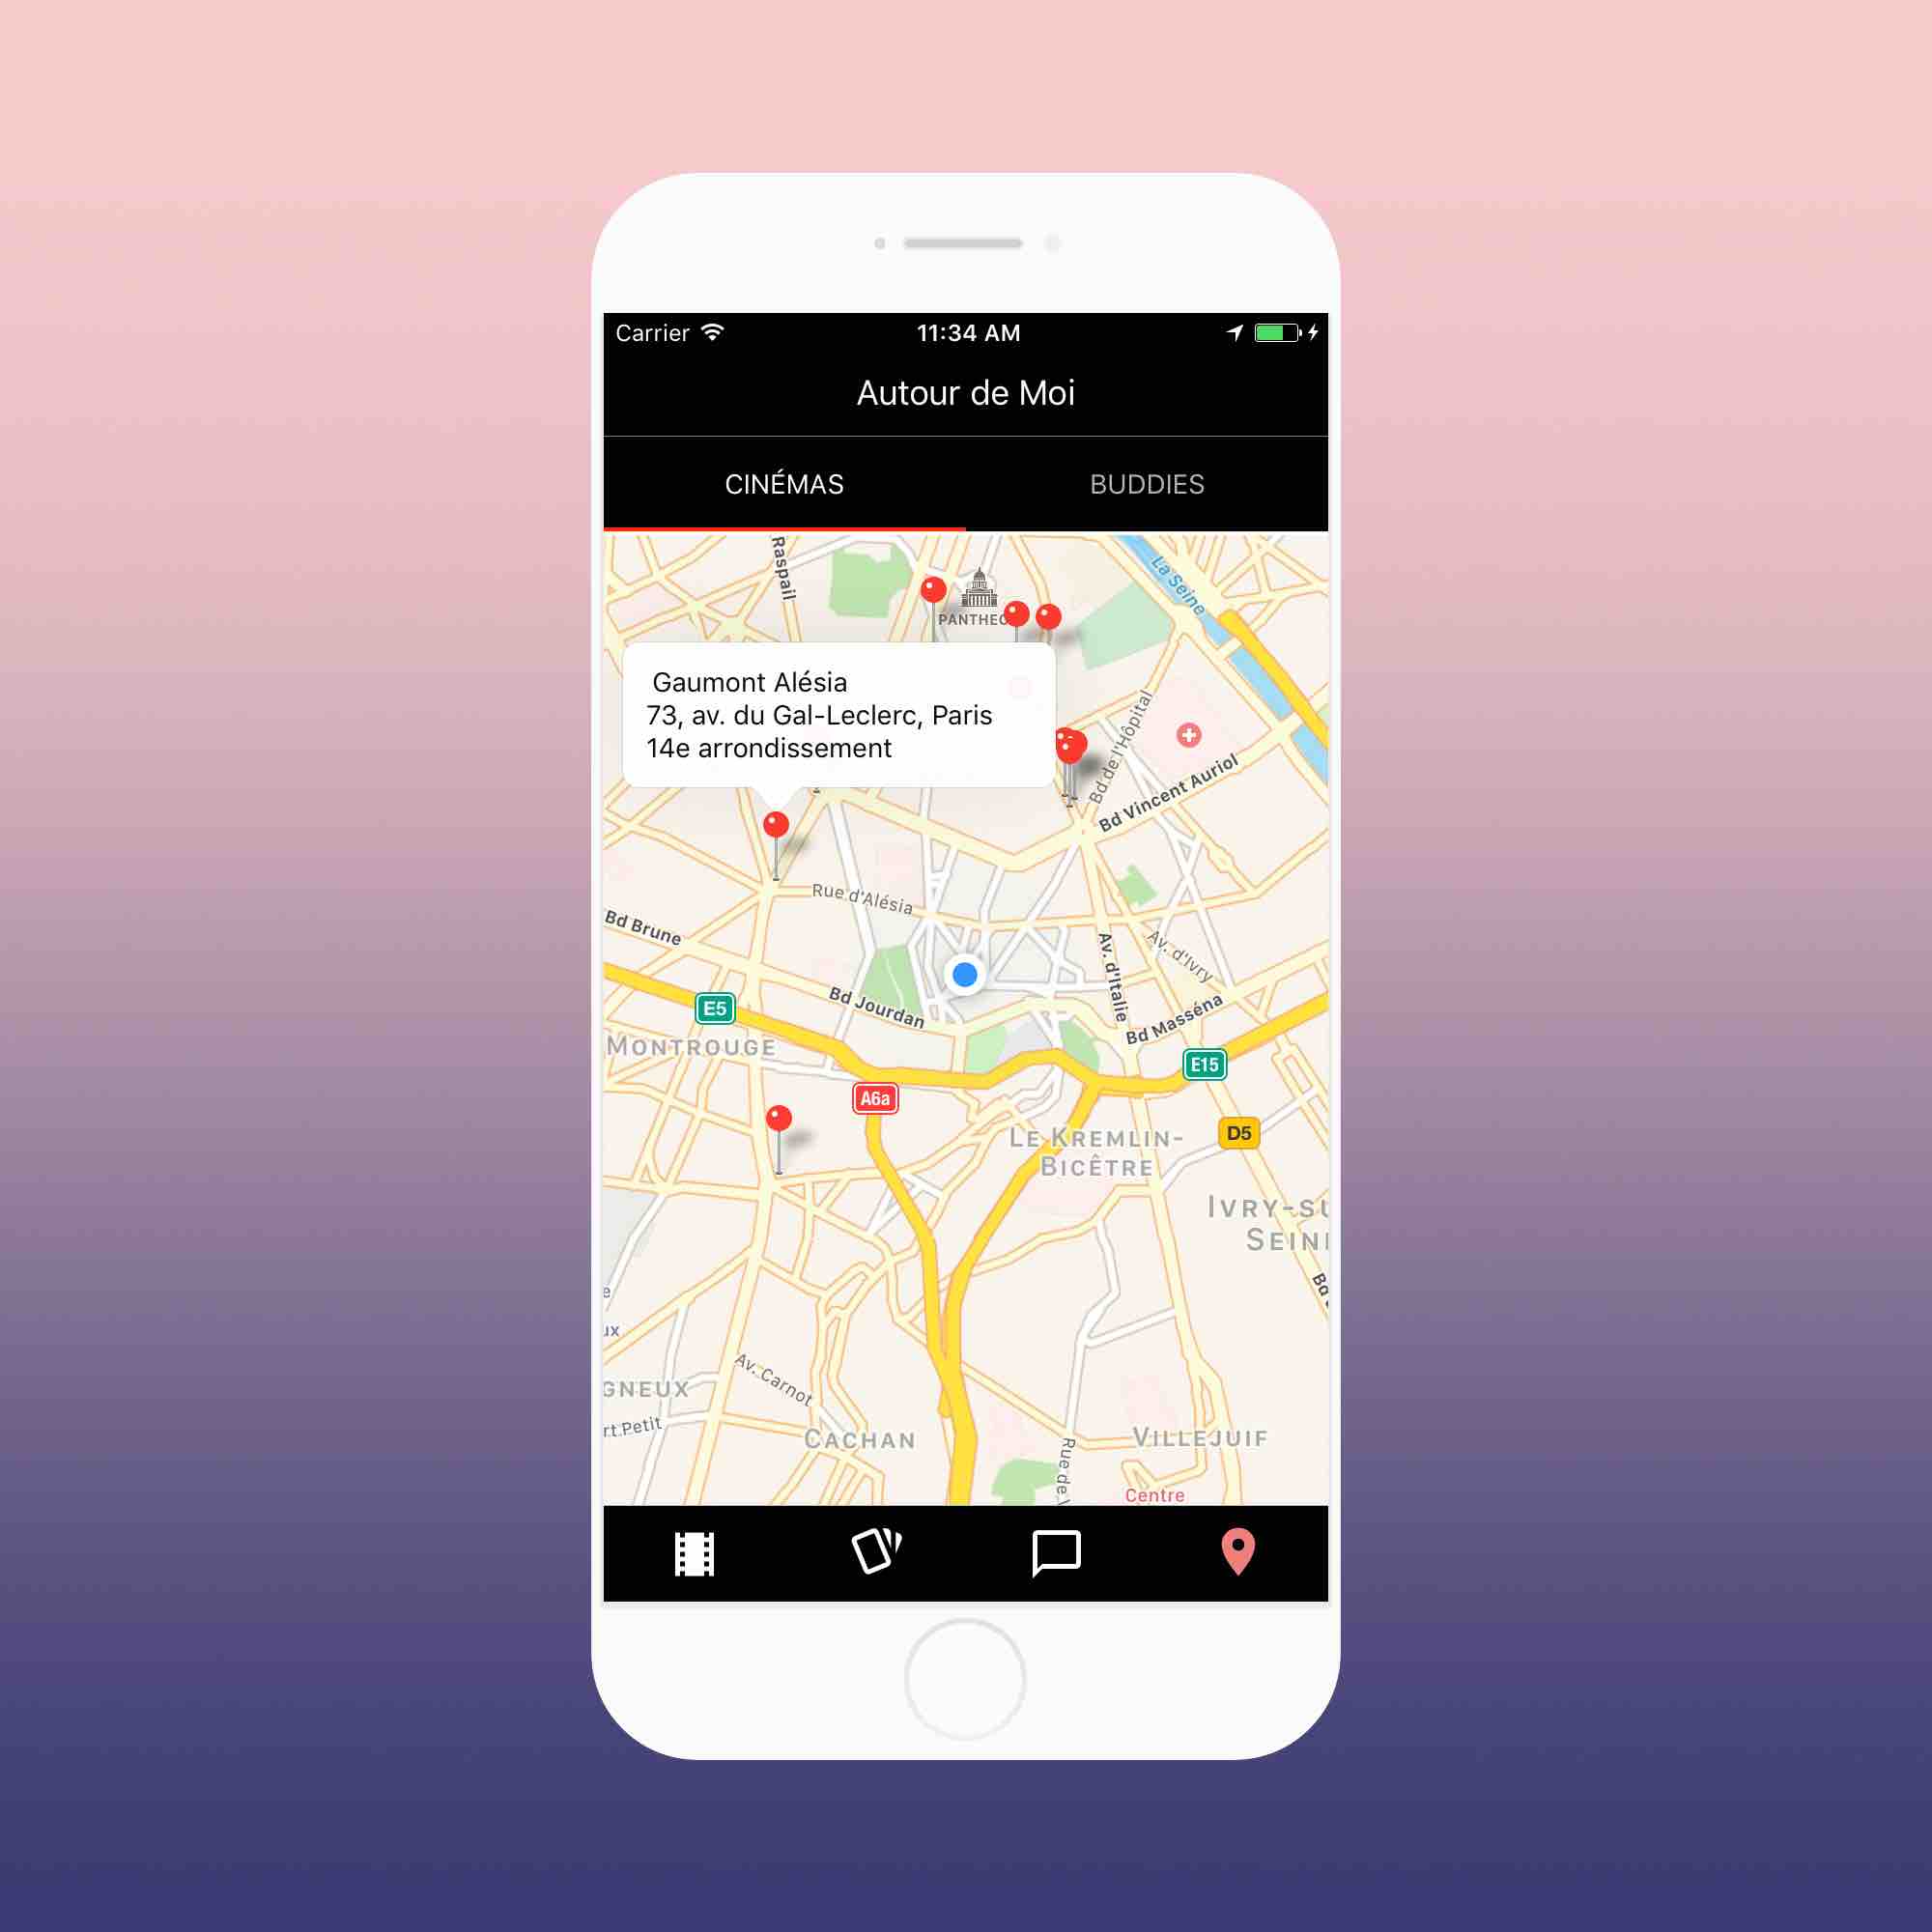 Carrier
11:34 AM
Autour de Moi
CINÉMAS
BUDDIES
Raspail
La Seine
PANTHEO
Gaumont Alésia
73, av. du Gal-Leclerc, Paris
14e arrondissement
Bd de l'Hôpital
Bd Vincent Auriol
Rue d'Alésia
Bd Brune
Av. d'Italie
Av. d'Ivry
Bd Jourdan
Bd Masséna
E5
MONTROUGE
E15
A6a
D5
LE KREMLIN-
BICÊTRE
IVRY-SU
SEIN
Bd
e
ux
Av. Carnot
GNEUX
rt Petit
CACHAN
VILLEJUIF
Rue de
Centre